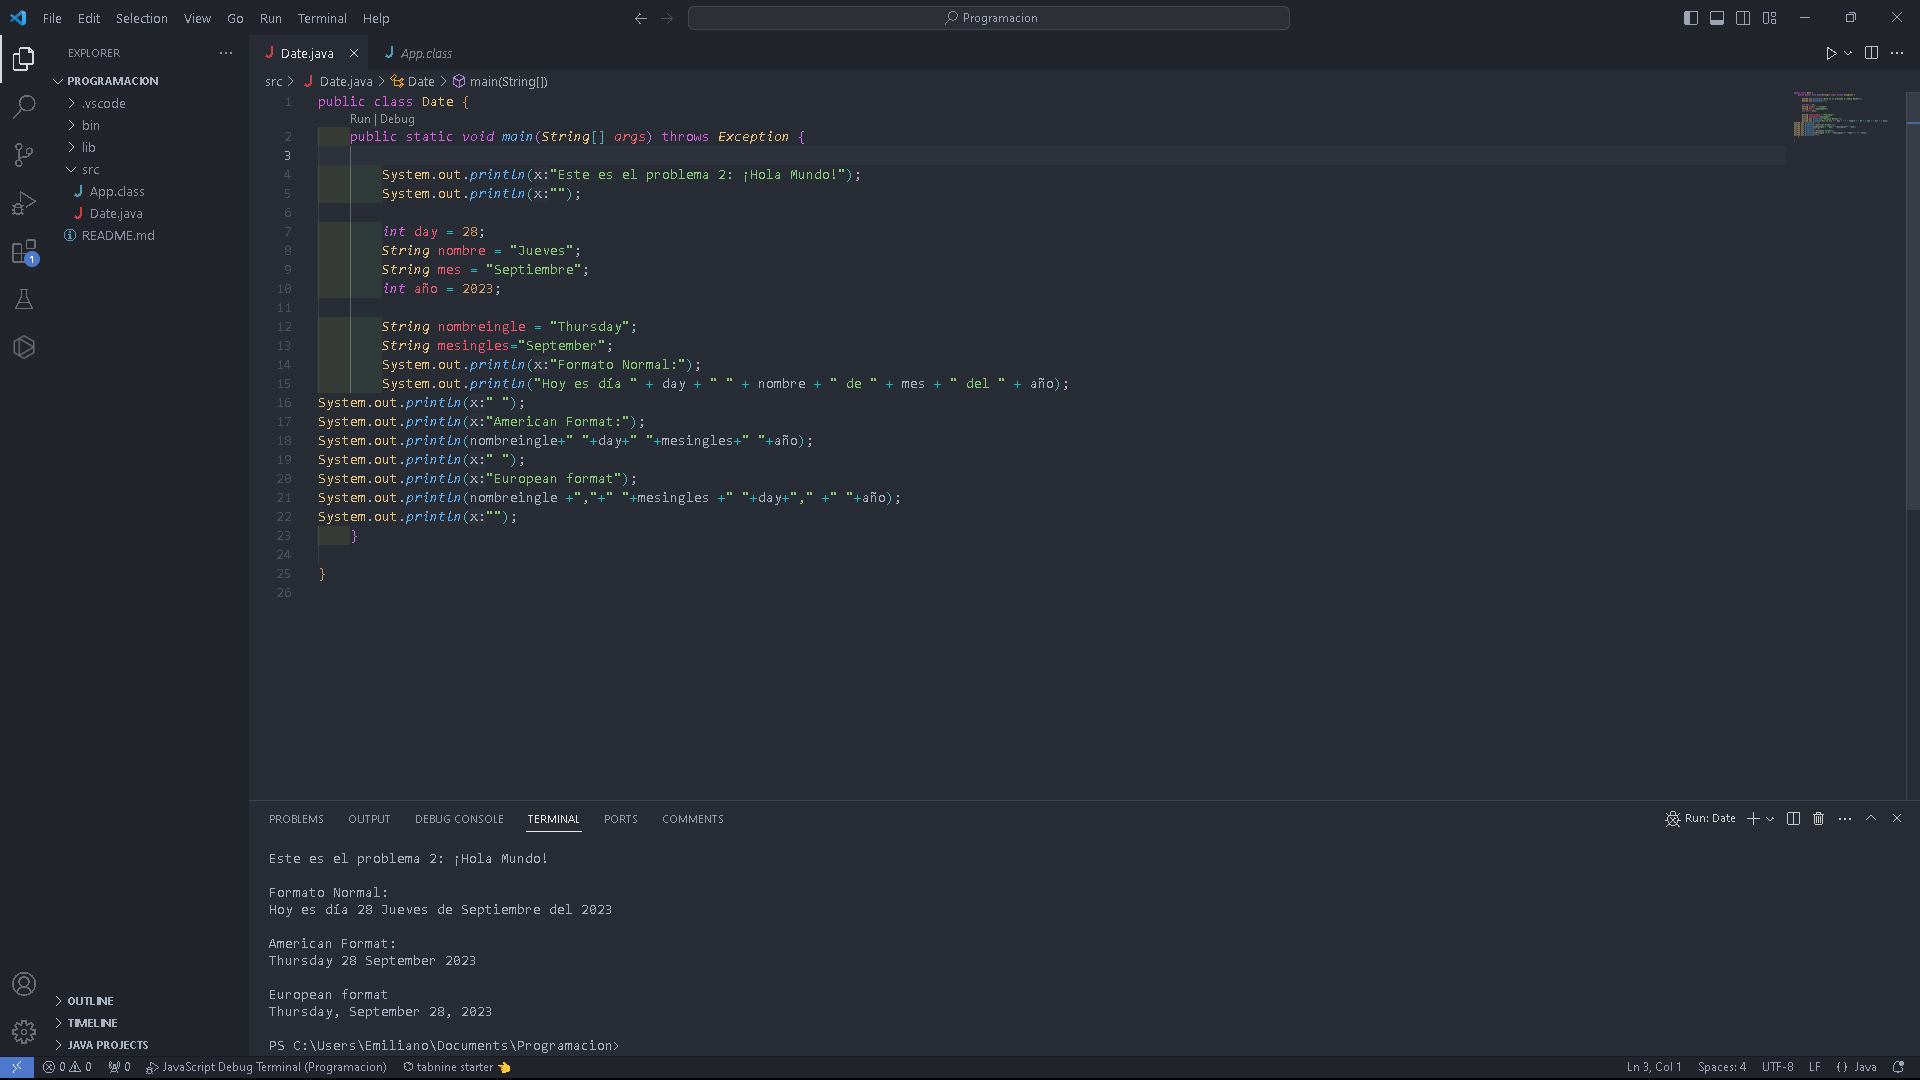 File Edit Selection View Go Run Terminal Help
Programacion
EXPLORER
PROGRAMACION
.vscode
bin
lib
src
App.class
Date.java
README.md
1
OUTLINE
TIMELINE
JAVA PROJECTS
Date.java App.class
src > Date.java > Date > main(String[])
1 public class Date {
Run | Debug
2 public static void main(String[] args) throws Exception {
3
4 System.out.println(x:"Este es el problema 2: ¡Hola Mundo!");
5 System.out.println(x:"");
6
7 int day = 28;
8 String nombre = "Jueves";
9 String mes = "Septiembre";
10 int año = 2023;
11
12 String nombreingle = "Thursday";
13 String mesingles="September";
14 System.out.println(x:"Formato Normal:");
15 System.out.println("Hoy es día " + day + " " + nombre + " de " + mes + " del " + año);
16 System.out.println(x:" ");
17 System.out.println(x:"American Format:");
18 System.out.println(nombreingle+" "+day+" "+mesingles+" "+año);
19 System.out.println(x:" ");
20 System.out.println(x:"European format");
21 System.out.println(nombreingle +","+" "+mesingles +" "+day+"," +" "+año);
22 System.out.println(x:"");
23 }
24
25 }
26
PROBLEMS OUTPUT DEBUG CONSOLE TERMINAL PORTS COMMENTS
Run: Date
Este es el problema 2: ¡Hola Mundo!
Formato Normal:
Hoy es día 28 Jueves de Septiembre del 2023
American Format:
Thursday 28 September 2023
European format
Thursday, September 28, 2023
PS C:\Users\Emiliano\Documents\Programacion>
0 0 0 JavaScript Debug Terminal (Programacion) tabnine starter Ln 3, Col 1 Spaces: 4 UTF-8 LF {} Java